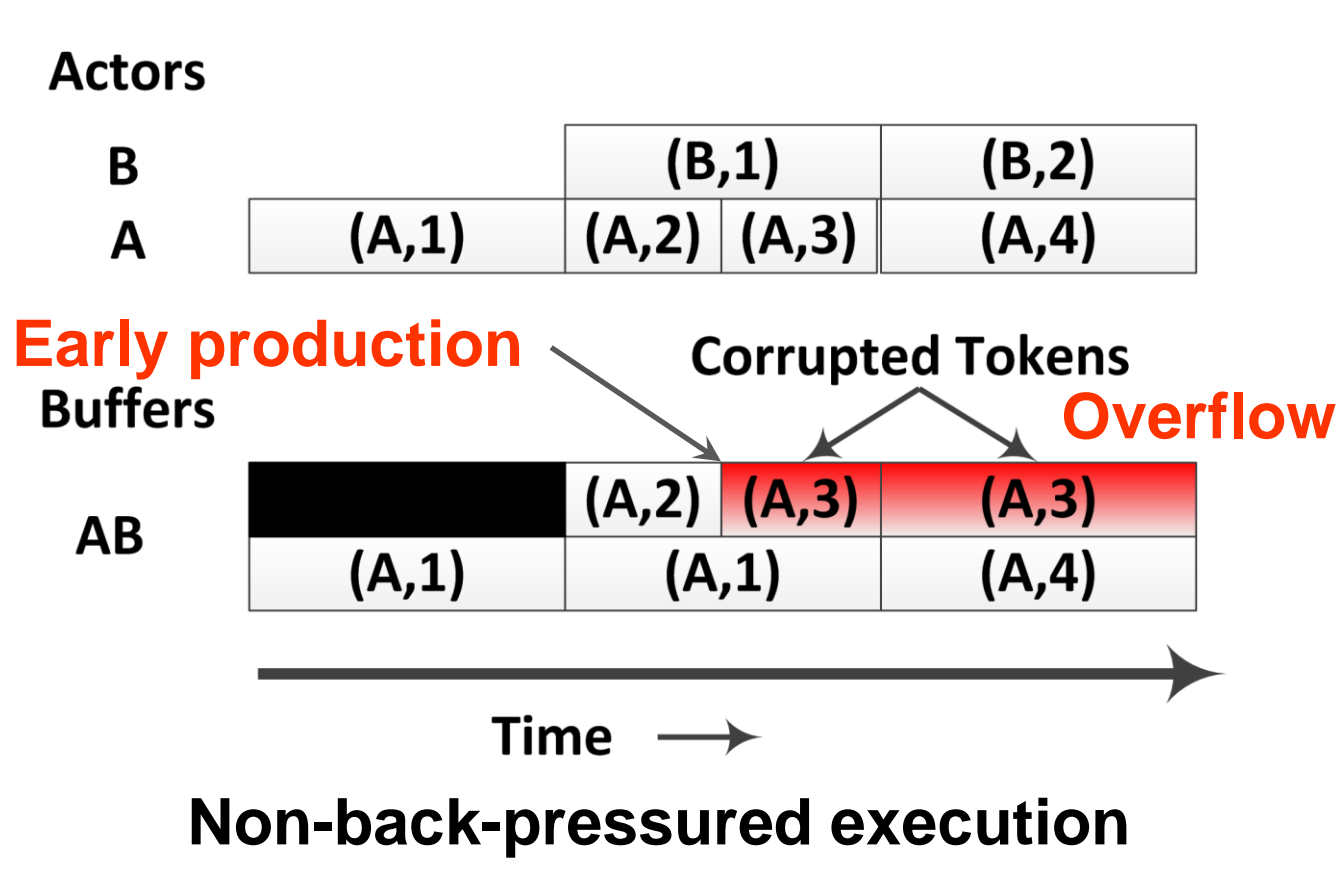 Actors
B (B,1) (B,2)
A (A,1) (A,2) (A,3) (A,4)
Early production
Corrupted Tokens
Buffers
Overflow
AB
(A,2) (A,3) (A,3)
(A,1) (A,1) (A,4)
Time
Non-back-pressured execution